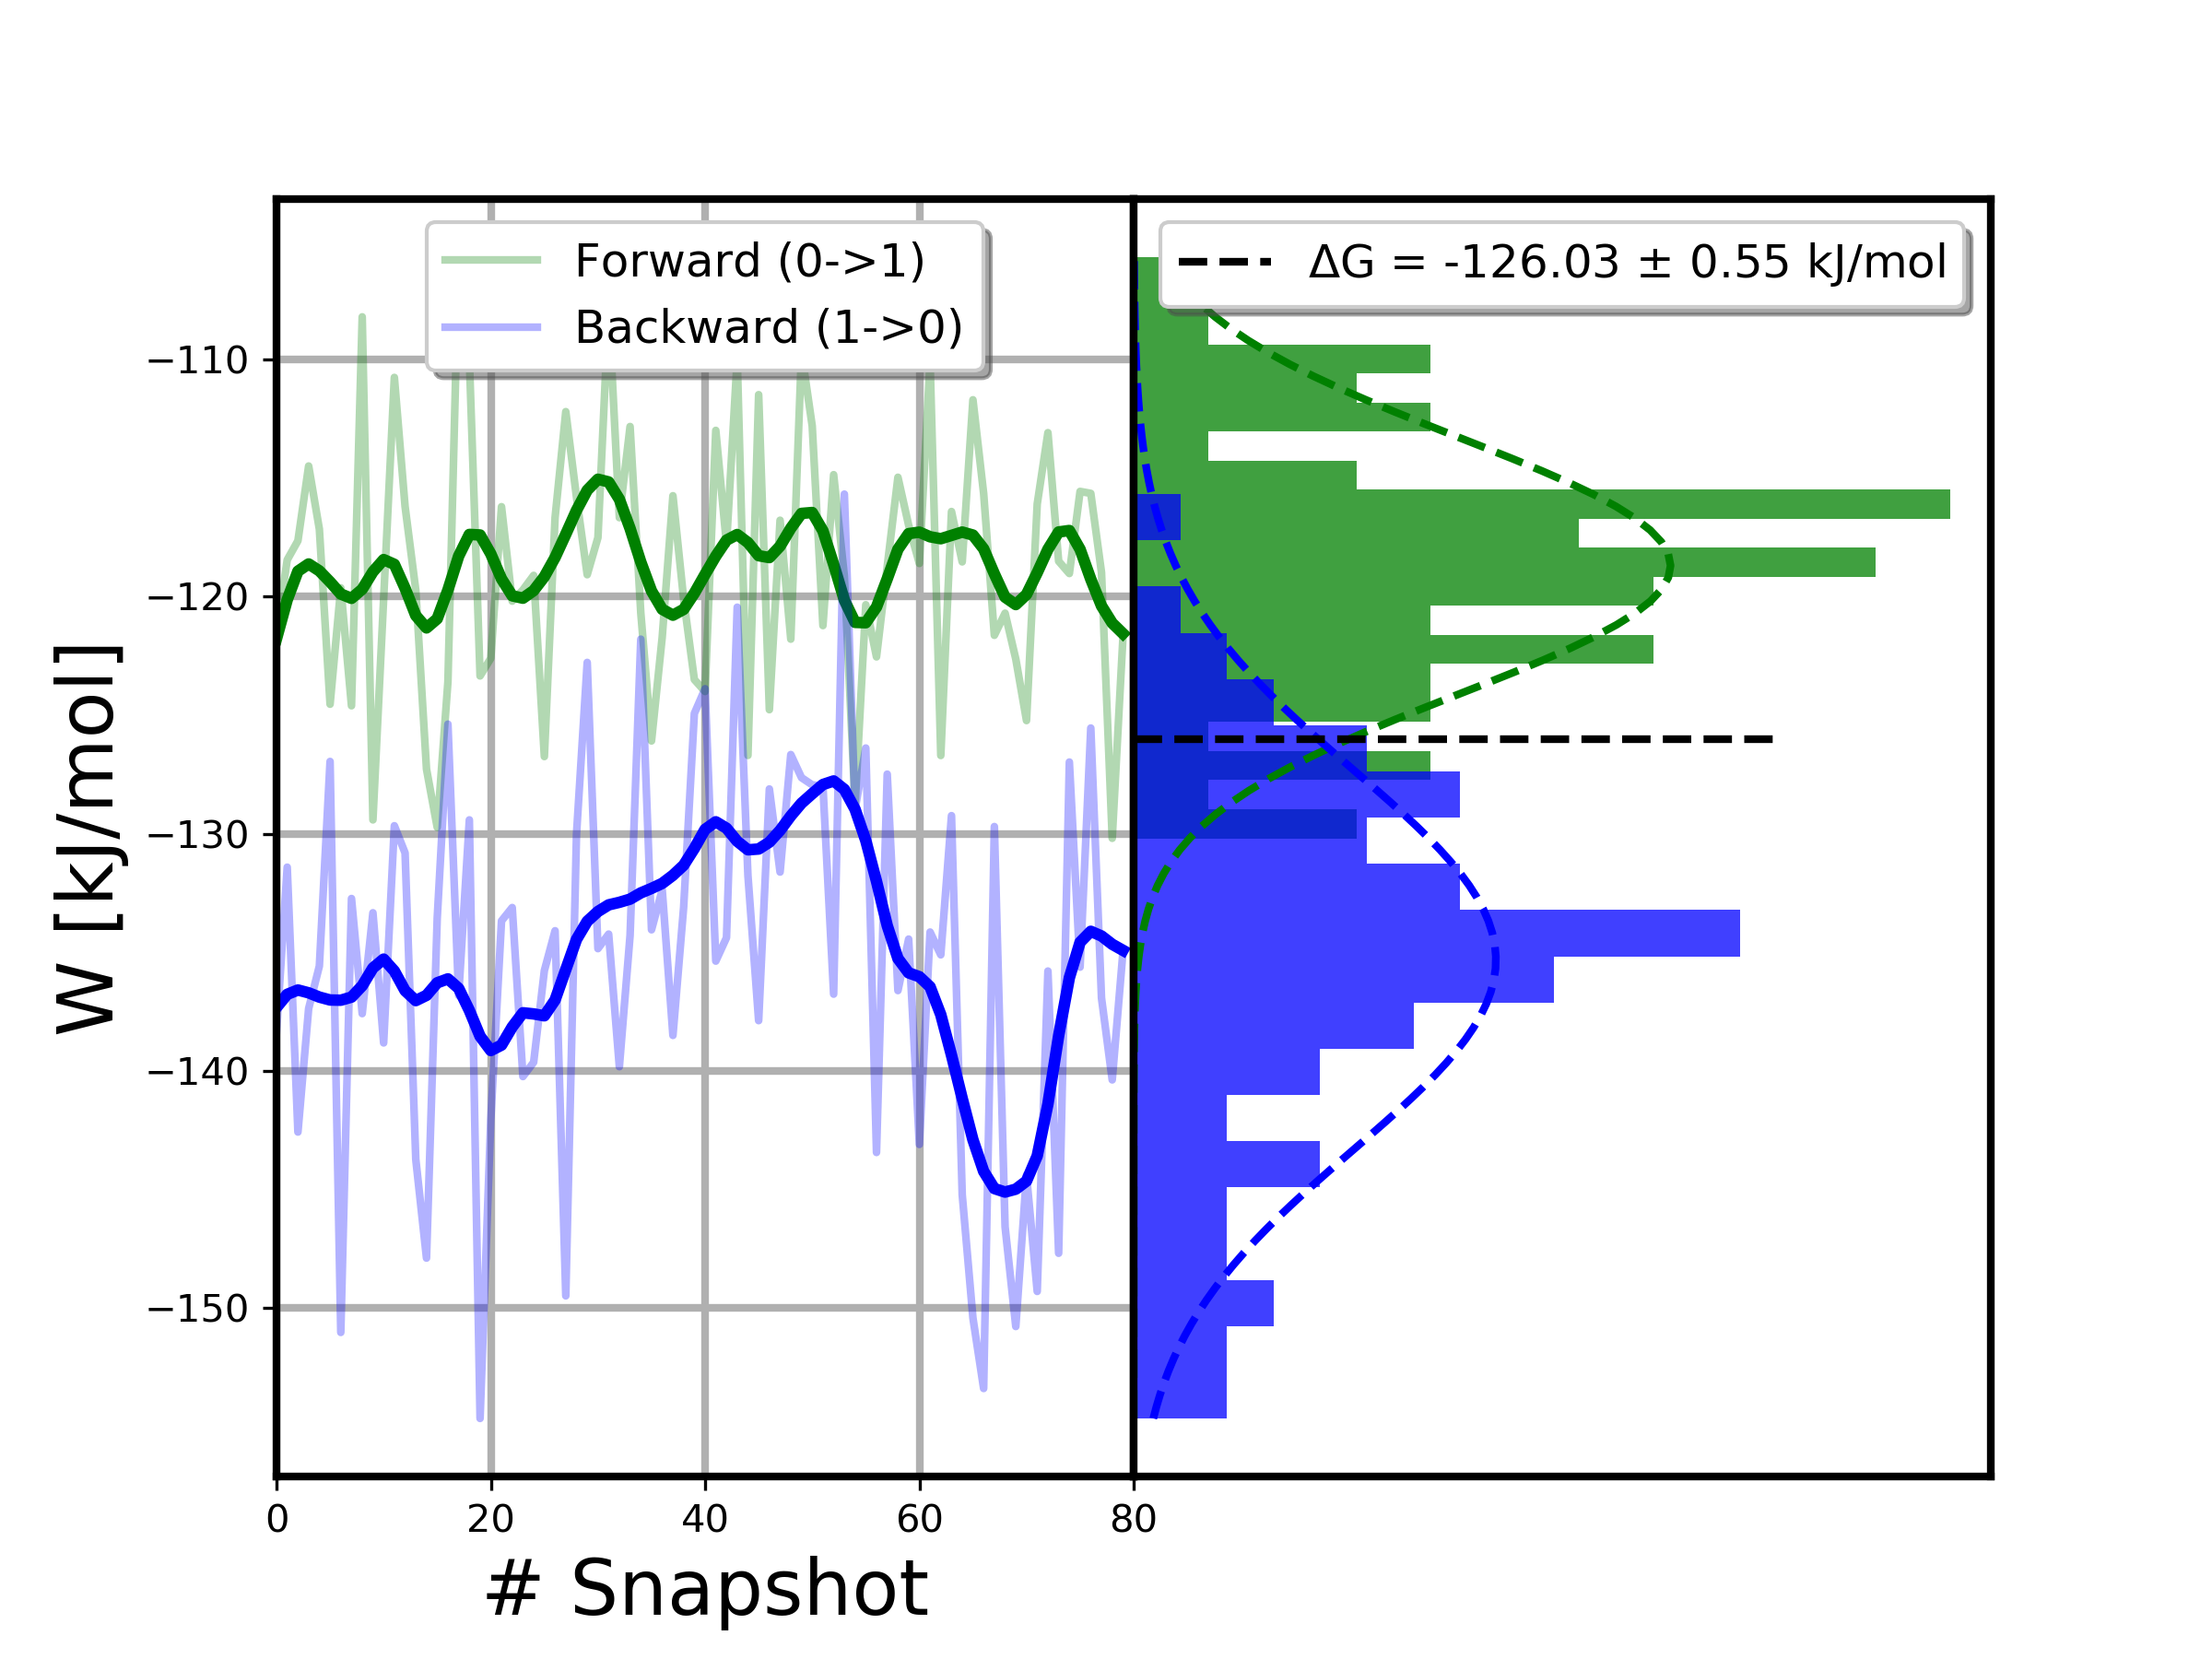 Forward (0->1)
Backward (1->0)
ΔG = -126.03 ± 0.55 kJ/mol
−110
−120
−130
−140
−150
W [kJ/mol]
0 20 40 60 80
# Snapshot